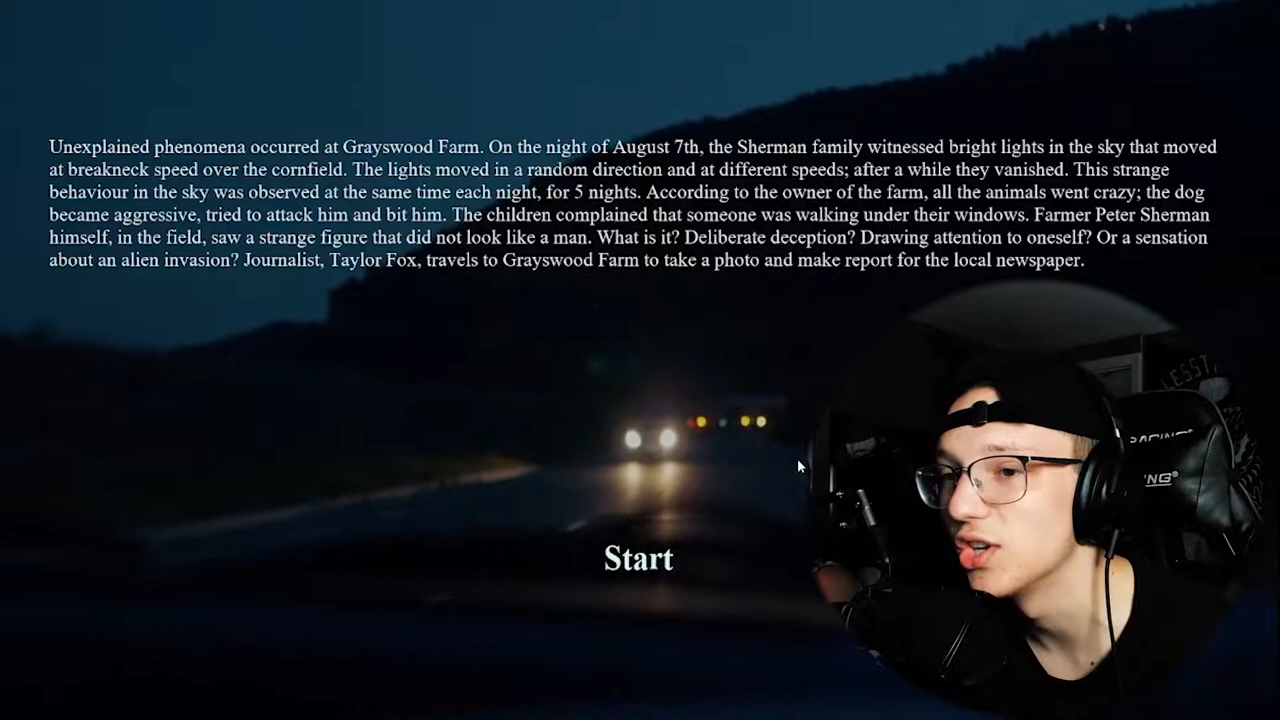 Unexplained phenomena occurred at Grayswood Farm. On the night of August 7th, the Sherman family witnessed bright lights in the sky that moved
at breakneck speed over the cornfield. The lights moved in a random direction and at different speeds; after a while they vanished. This strange
behaviour in the sky was observed at the same time each night, for 5 nights. According to the owner of the farm, all the animals went crazy; the dog
became aggressive, tried to attack him and bit him. The children complained that someone was walking under their windows. Farmer Peter Sherman
himself, in the field, saw a strange figure that did not look like a man. What is it? Deliberate deception? Drawing attention to oneself? Or a sensation
about an alien invasion? Journalist, Taylor Fox, travels to Grayswood Farm to take a photo and make report for the local newspaper.
Start